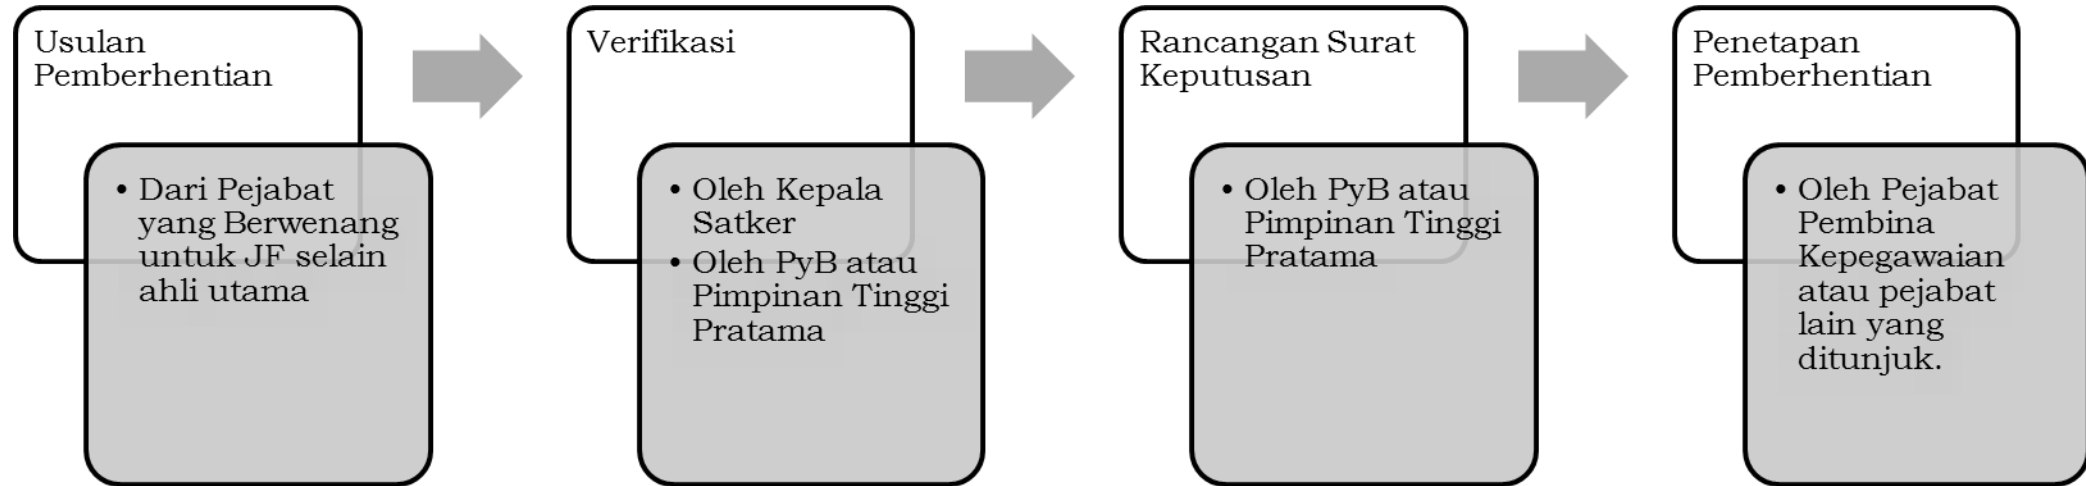 Usulan
Pemberhentian
• Dari Pejabat
yang Berwenang
untuk JF selain
ahli utama
Verifikasi
• Oleh Kepala
Satker
• Oleh PyB atau
Pimpinan Tinggi
Pratama
Rancangan Surat
Keputusan
• Oleh PyB atau
Pimpinan Tinggi
Pratama
Penetapan
Pemberhentian
• Oleh Pejabat
Pembina
Kepegawaian
atau pejabat
lain yang
ditunjuk.